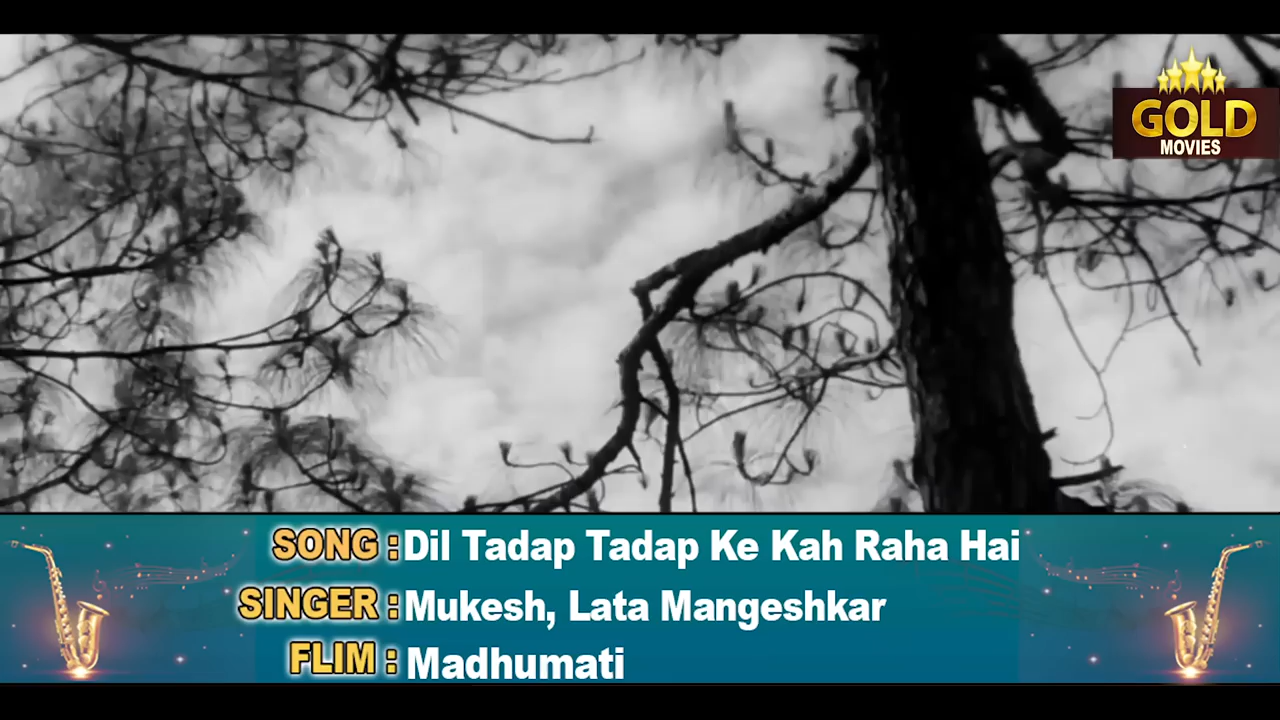 GOLD
MOVIES
SONG : Dil Tadap Tadap Ke Kah Raha Hai
SINGER : Mukesh, Lata Mangeshkar
FLIM : Madhumati